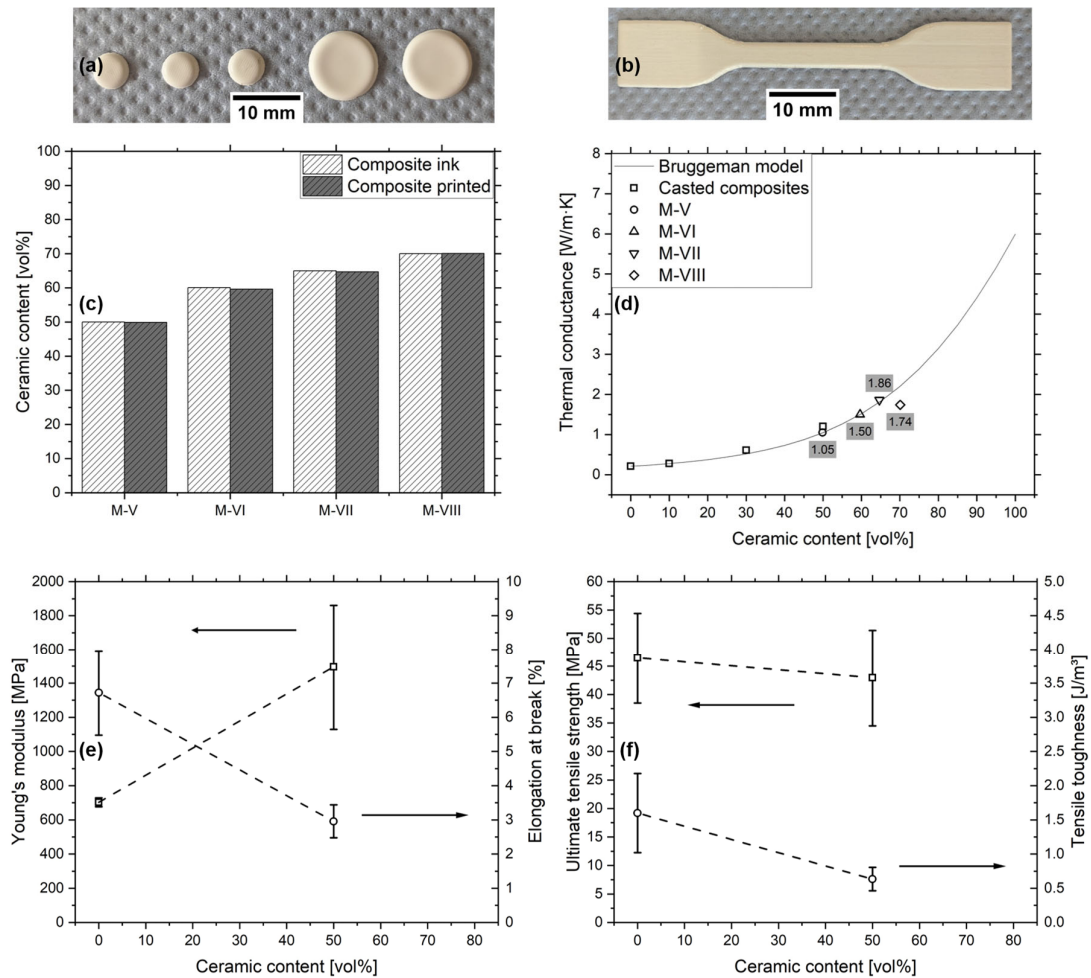 (a)
10 mm
(b)
10 mm
100
90
80
70
60
50
40
30
20
10
0
Ceramic content [vol%]
Composite ink
Composite printed
(c)
M-V
M-VI
M-VII
M-VIII
8
7
6
5
4
3
2
1
0
Thermal conductance [W/m·K]
Bruggeman model
Casted composites
M-V
M-VI
M-VII
M-VIII
(d)
1.86
1.74
1.50
1.05
0 10 20 30 40 50 60 70 80 90 100
Ceramic content [vol%]
2000
1800
1600
1400
1200
1000
800
600
400
200
0
Young's modulus [MPa]
(e)
10
9
8
7
6
5
4
3
2
1
0
Elongation at break [%]
0 10 20 30 40 50 60 70 80
Ceramic content [vol%]
60
55
50
45
40
35
30
25
20
15
10
5
0
Ultimate tensile strength [MPa]
(f)
5.0
4.5
4.0
3.5
3.0
2.5
2.0
1.5
1.0
0.5
0.0
Tensile toughness [J/m³]
0 10 20 30 40 50 60 70 80
Ceramic content [vol%]